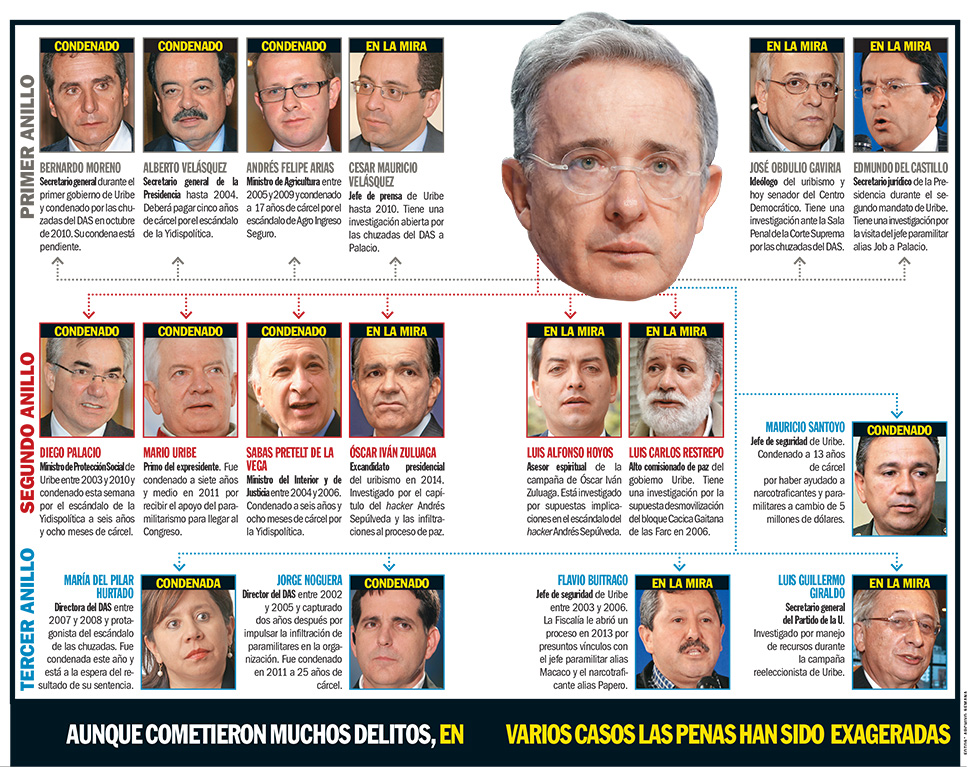 PRIMER ANILLO
CONDENADO
BERNARDO MORENO
Secretario general durante el
primer gobierno de Uribe
y condenado por las chu-
zadas del DAS en octubre
de 2010. Su condena está
pendiente.
CONDENADO
ALBERTO VELÁSQUEZ
Secretario general de la
Presidencia hasta 2004.
Deberá pagar cinco años
de cárcel por el escándalo
de la Yidispolítica.
CONDENADO
ANDRÉS FELIPE ARIAS
Ministro de Agricultura entre
2005 y 2009 y condenado
a 17 años de cárcel por el
escándalo de Agro Ingreso
Seguro.
EN LA MIRA
CESAR MAURICIO
VELÁSQUEZ
Jefe de prensa de Uribe
hasta 2010. Tiene una
investigación abierta por
las chuzadas del DAS a
Palacio.
EN LA MIRA
JOSÉ OBDULIO GAVIRIA
Ideólogo del uribismo y
hoy senador del Centro
Democrático. Tiene una
investigación ante la Sala
Penal de la Corte Suprema
por las chuzadas del DAS.
EN LA MIRA
EDMUNDO DEL CASTILLO
Secretario jurídico de la Pre-
sidencia durante el se-
gundo mandato de Uribe.
Tiene una investigación por
la visita del jefe paramilitar
alias Job a Palacio.
SEGUNDO ANILLO
CONDENADO
DIEGO PALACIO
Ministro de Protección Social de
Uribe entre 2003 y 2010 y
condenado esta semana
por el escándalo de la
Yidispolítica a seis años
y ocho meses de cárcel.
CONDENADO
MARIO URIBE
Primo del expresidente. Fue
condenado a siete años
y medio en 2011 por
recibir el apoyo del para-
militarismo para llegar al
Congreso.
CONDENADO
SABAS PRETELT DE LA
VEGA
Ministro del Interior y de
Justicia entre 2004 y 2006.
Condenado a seis años y
ocho meses de cárcel por
la Yidispolítica.
EN LA MIRA
ÓSCAR IVÁN ZULUAGA
Excandidato presidencial
del uribismo en 2014.
Investigado por el capí-
tulo del hacker Andrés
Sepúlveda y las infiltra-
ciones al proceso de paz.
EN LA MIRA
LUIS ALFONSO HOYOS
Asesor espiritual de la
campaña de Óscar Iván
Zuluaga. Está investigado
por supuestas implica-
ciones en el escándalo del
hacker Andrés Sepúlveda.
EN LA MIRA
LUIS CARLOS RESTREPO
Alto comisionado de paz del
gobierno Uribe. Tiene
una investigación por la
supuesta desmovilización
del bloque Cacica Gaitana
de las Farc en 2006.
TERCER ANILLO
MAURICIO SANTOYO
Jefe de seguridad de Uribe.
Condenado a 13 años
de cárcel
por haber ayudado a
narcotraficantes y para-
militares a cambio de 5
millones de dólares.
CONDENADO
MARÍA DEL PILAR
HURTADO
Directora del DAS entre
2007 y 2008 y prota-
gonista del escándalo
de las chuzadas. Fue
condenada este año y
está a la espera del re-
sultado de su sentencia.
CONDENADA
JORGE NOGUERA
Director del DAS entre 2002
y 2005 y capturado
dos años después por
impulsar la infiltración de
paramilitares en la or-
ganización. Fue condenado
en 2011 a 25 años de
cárcel.
CONDENADO
FLAVIO BUITRAGO
Jefe de seguridad de Uribe
entre 2003 y 2006.
La Fiscalía le abrió un
proceso en 2013 por
presuntos vínculos con
el jefe paramilitar alias
Macaco y el narcotrafi-
cante alias Papero.
EN LA MIRA
LUIS GUILLERMO
GIRALDO
Secretario general
del Partido de la U.
Investigado por manejo
de recursos durante
la campaña
reeleccionista de Uribe.
EN LA MIRA
AUNQUE COMETIERON MUCHOS DELITOS, EN VARIOS CASOS LAS PENAS HAN SIDO EXAGERADAS